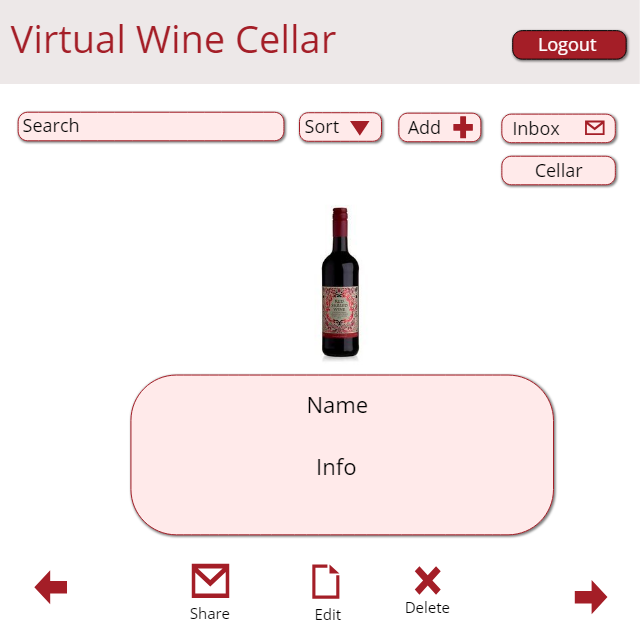 Virtual Wine Cellar
Logout
Search
Sort
Add
Inbox
Cellar
Name
Info
Share
Edit
Delete